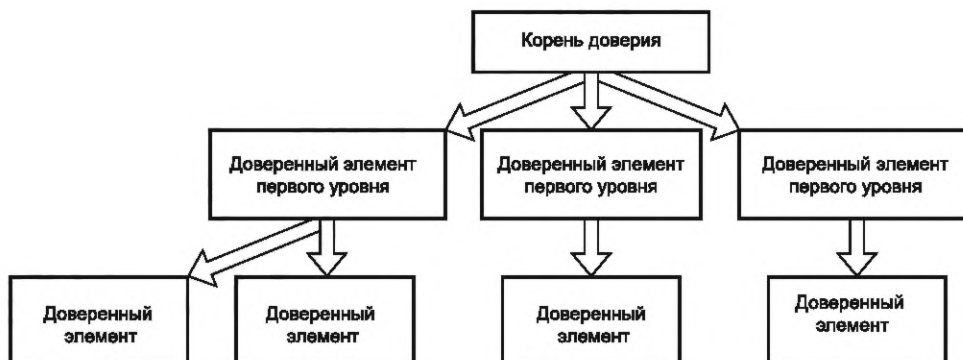 Корень доверия
Доверенный элемент
первого уровня
Доверенный элемент
первого уровня
Доверенный элемент
первого уровня
Доверенный
элемент
Доверенный
элемент
Доверенный
элемент
Доверенный
элемент